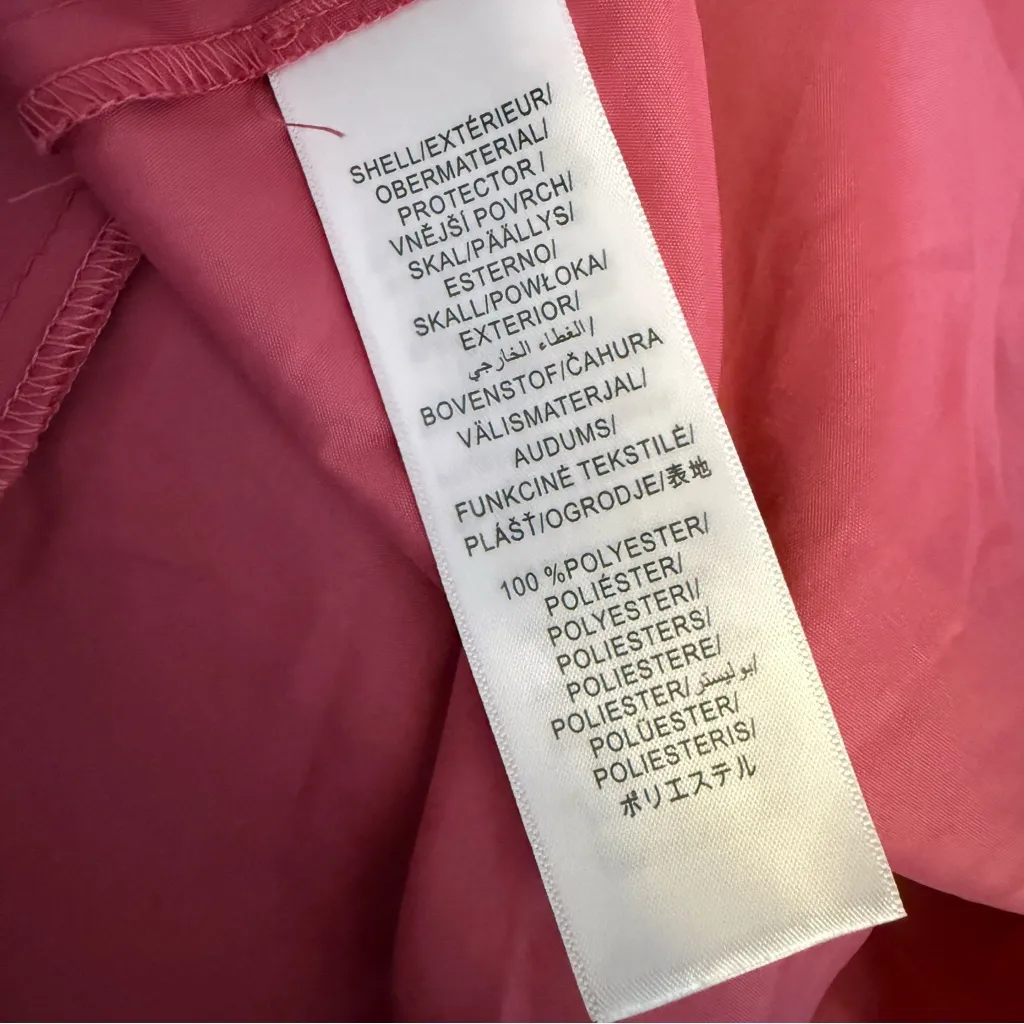 SHELL/EXTÉRIEUR/
OBERMATERIAL/
PROTECTOR /
VNĚJŠÍ POVRCH/
SKAL/PÄÄLLYS/
ESTERNO/
SKALL/POWŁOKA/
EXTERIOR/
الغطاء الخارجي/
BOVENSTOF/ČAHURA
VÄLISMATERJAL/
AUDUMS/
FUNKCINĖ TEKSTILĖ/
PLÁŠŤ/OGRODJE/表地
100 %POLYESTER/
POLIÉSTER/
POLYESTERI/
POLIESTERS/
POLIESTERE/
POLIESTER/بوليستر/
POLÜESTER/
POLIESTERIS/
ポリエステル